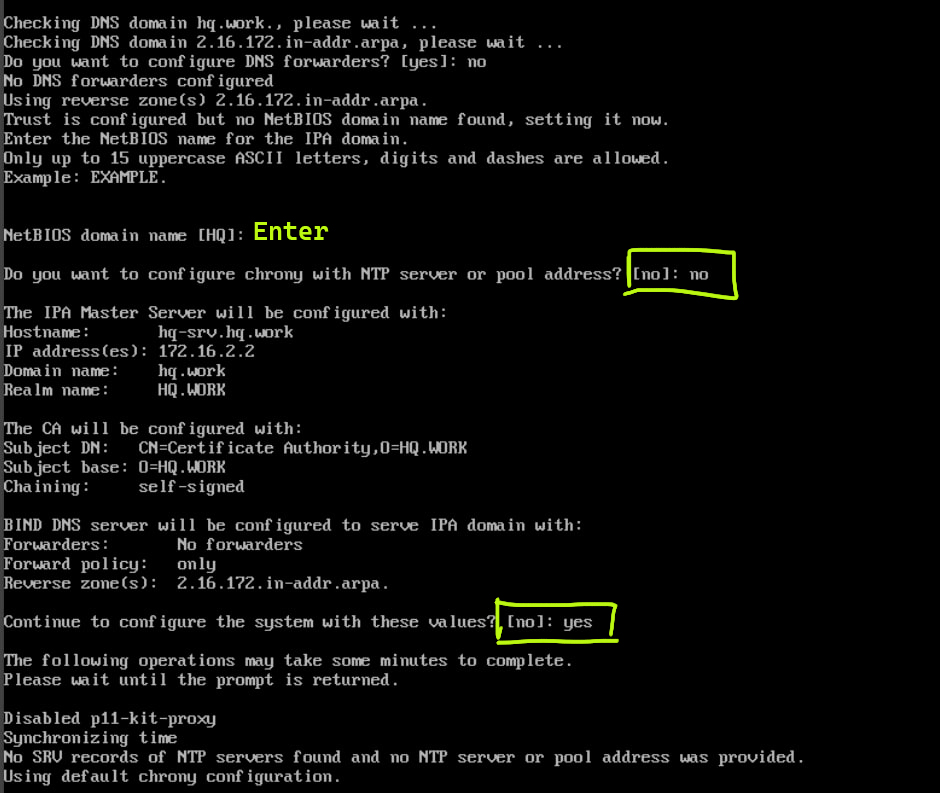 Checking DNS domain hq.work., please wait ...
Checking DNS domain 2.16.172.in-addr.arpa, please wait ...
Do you want to configure DNS forwarders? [yes]: no
No DNS forwarders configured
Using reverse zone(s) 2.16.172.in-addr.arpa.
Trust is configured but no NetBIOS domain name found, setting it now.
Enter the NetBIOS name for the IPA domain.
Only up to 15 uppercase ASCII letters, digits and dashes are allowed.
Example: EXAMPLE.
NetBIOS domain name [HQ]: Enter
Do you want to configure chrony with NTP server or pool address? [no]: no
The IPA Master Server will be configured with:
Hostname: hq-srv.hq.work
IP address(es): 172.16.2.2
Domain name: hq.work
Realm name: HQ.WORK
The CA will be configured with:
Subject DN: CN=Certificate Authority,O=HQ.WORK
Subject base: O=HQ.WORK
Chaining: self-signed
BIND DNS server will be configured to serve IPA domain with:
Forwarders: No forwarders
Forward policy: only
Reverse zone(s): 2.16.172.in-addr.arpa.
Continue to configure the system with these values? [no]: yes
The following operations may take some minutes to complete.
Please wait until the prompt is returned.
Disabled p11-kit-proxy
Synchronizing time
No SRV records of NTP servers found and no NTP server or pool address was provided.
Using default chrony configuration.